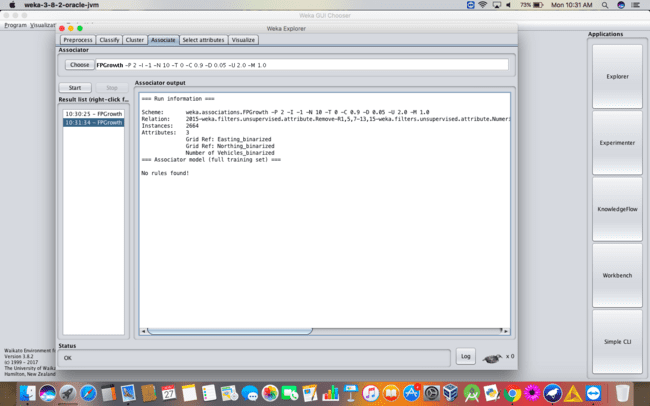 weka-3-8-2-oracle-jvm
73%
Mon 10:31 AM
Weka GUI Chooser
Program Visualizat
Weka Explorer
Applications
Preprocess Classify Cluster Associate Select attributes Visualize
Associator
Choose FPGrowth -P 2 -I -1 -N 10 -T 0 -C 0.9 -D 0.05 -U 2.0 -M 1.0
Start Stop
Associator output
Result list (right-click f...
10:30:25 - FPGrowth
10:31:34 - FPGrowth
=== Run information ===
Scheme: weka.associations.FPGrowth -P 2 -I -1 -N 10 -T 0 -C 0.9 -D 0.05 -U 2.0 -M 1.0
Relation: 2015-weka.filters.unsupervised.attribute.Remove-R1,5,7-13,15-weka.filters.unsupervised.attribute.Numeri
Instances: 2664
Attributes: 3
Grid Ref: Easting_binarized
Grid Ref: Northing_binarized
Number of Vehicles_binarized
=== Associator model (full training set) ===
No rules found!
Explorer
Experimenter
KnowledgeFlow
Workbench
Simple CLI
Waikato Environment f
Version 3.8.2
(c) 1999 - 2017
The University of Waika
Hamilton, New Zealand
Status
OK
Log
x 0
27